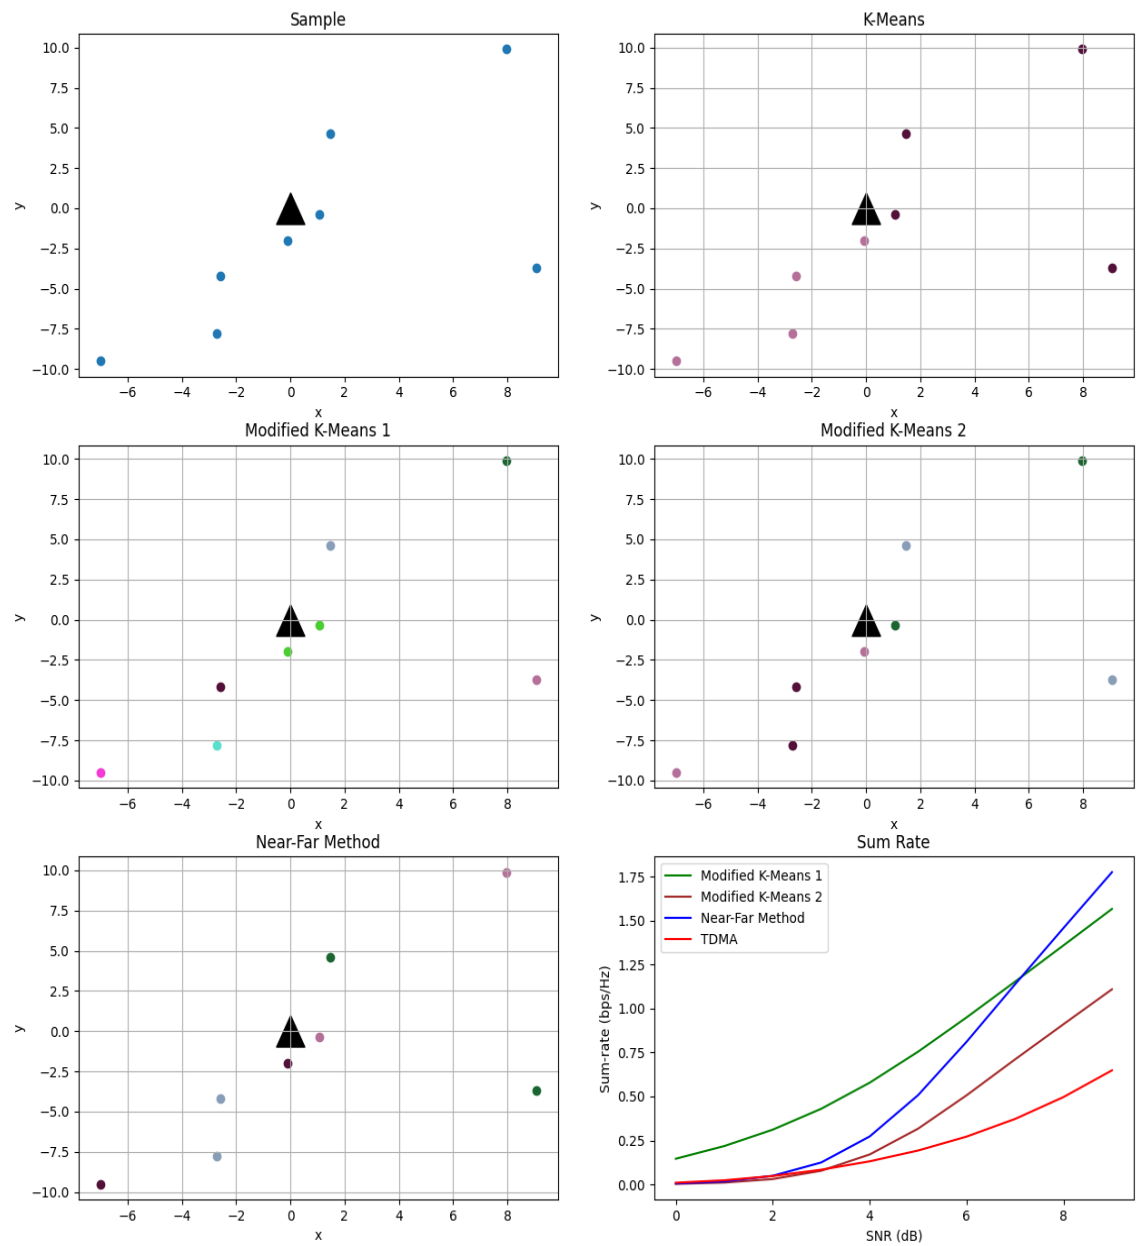 Sample
10.0
7.5
5.0
2.5
0.0
−2.5
−5.0
−7.5
−10.0
y
−6 −4 −2 0 2 4 6 8
x
K-Means
10.0
7.5
5.0
2.5
0.0
−2.5
−5.0
−7.5
−10.0
y
−6 −4 −2 0 2 4 6 8
x
Modified K-Means 1
10.0
7.5
5.0
2.5
0.0
−2.5
−5.0
−7.5
−10.0
y
−6 −4 −2 0 2 4 6 8
x
Modified K-Means 2
10.0
7.5
5.0
2.5
0.0
−2.5
−5.0
−7.5
−10.0
y
−6 −4 −2 0 2 4 6 8
x
Near-Far Method
10.0
7.5
5.0
2.5
0.0
−2.5
−5.0
−7.5
−10.0
y
−6 −4 −2 0 2 4 6 8
x
Sum Rate
Modified K-Means 1
Modified K-Means 2
Near-Far Method
TDMA
1.75
1.50
1.25
1.00
0.75
0.50
0.25
0.00
Sum-rate (bps/Hz)
0 2 4 6 8
SNR (dB)